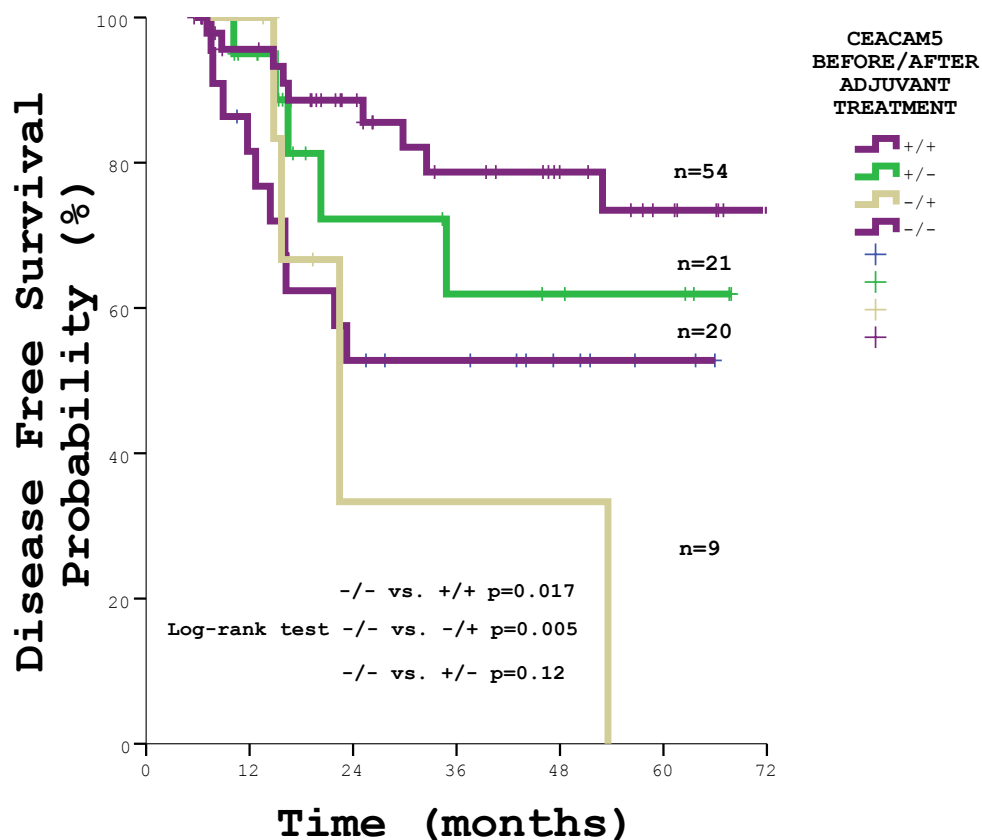 Disease Free Survival
Probability (%)
100
80
60
40
20
0
0
12
24
36
48
60
72
Time (months)
n=54
n=21
n=20
n=9
-/- vs. +/+ p=0.017
Log-rank test -/- vs. -/+ p=0.005
-/- vs. +/- p=0.12
CEACAM5
BEFORE/AFTER
ADJUVANT
TREATMENT
+/+
+/-
-/+
-/-